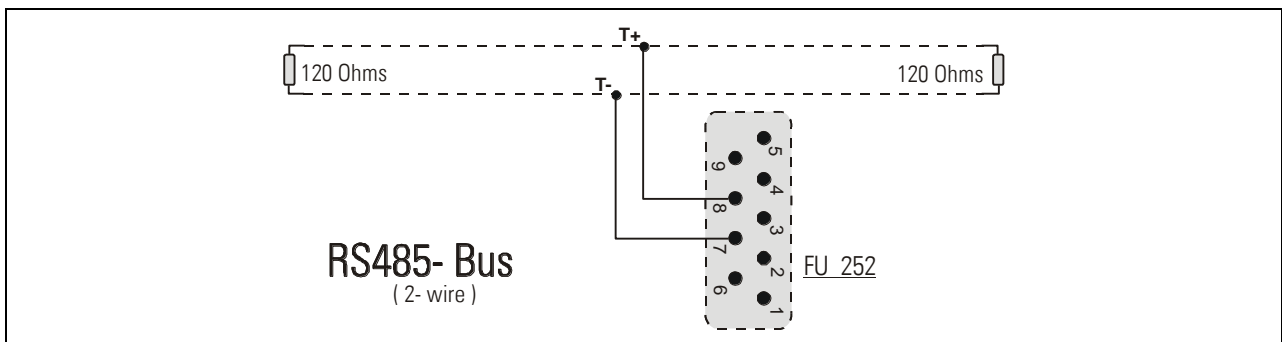 T+
120 Ohms
120 Ohms
T-
5
9
4
8
3
7
2
6
1
RS485- Bus
( 2- wire )
FU 252